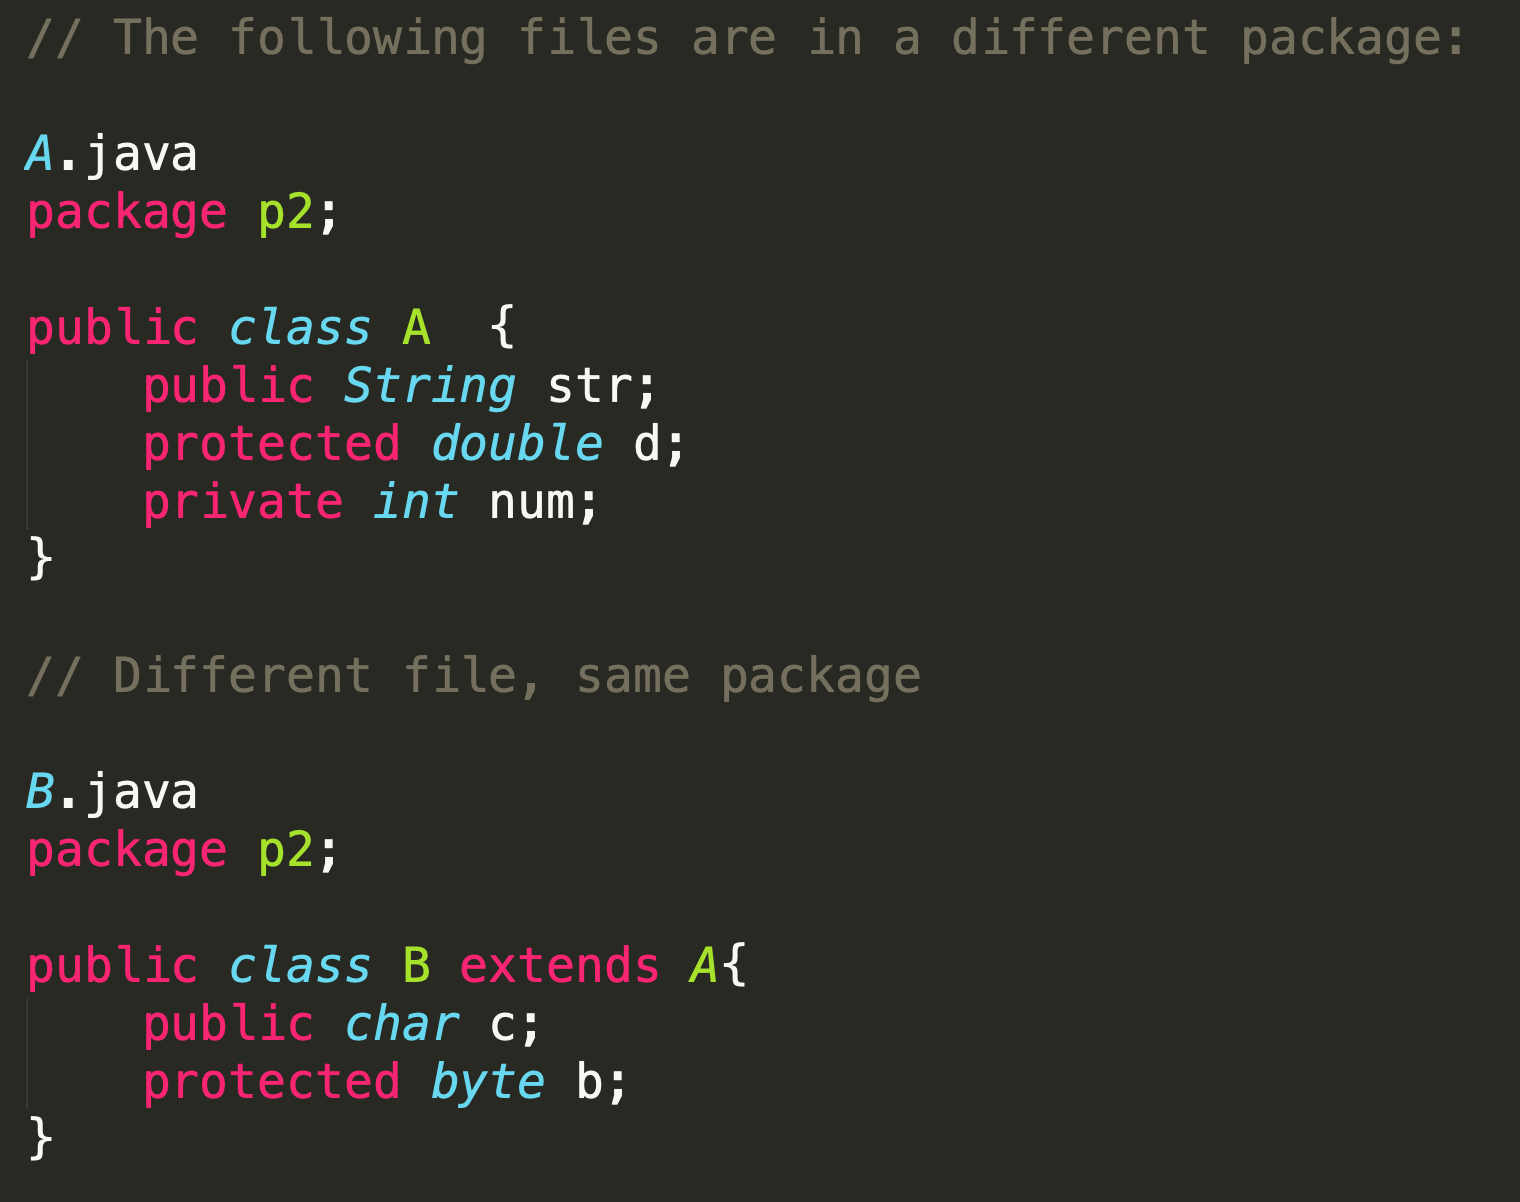 // The following files are in a different package:
A.java
package p2;
public class A  {
    public String str;
    protected double d;
    private int num;
}
// Different file, same package
B.java
package p2;
public class B extends A{
    public char c;
    protected byte b;
}